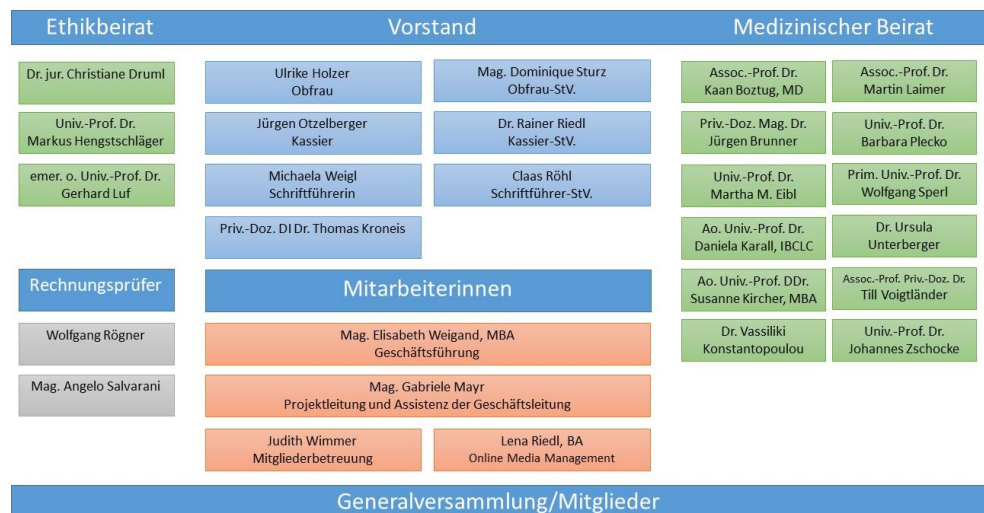 Ethikbeirat
Dr. jur. Christiane Druml
Univ.-Prof. Dr.
Markus Hengstschläger
emer. o. Univ.-Prof. Dr.
Gerhard Luf
Vorstand
Ulrike Holzer
Obfrau
Mag. Dominique Sturz
Obfrau-StV.
Jürgen Otzelberger
Kassier
Dr. Rainer Riedl
Kassier-StV.
Michaela Weigl
Schriftführerin
Claas Röhl
Schriftführer-StV.
Priv.-Doz. DI Dr. Thomas Kroneis
Medizinischer Beirat
Assoc.-Prof. Dr.
Kaan Boztug, MD
Assoc.-Prof. Dr.
Martin Laimer
Priv.-Doz. Mag. Dr.
Jürgen Brunner
Univ.-Prof. Dr.
Barbara Plecko
Univ.-Prof. Dr.
Martha M. Eibl
Prim. Univ.-Prof. Dr.
Wolfgang Sperl
Ao. Univ.-Prof. Dr.
Daniela Karall, IBCLC
Dr. Ursula
Unterberger
Ao. Univ.-Prof. DDr.
Susanne Kircher, MBA
Assoc.-Prof. Priv.-Doz. Dr.
Till Voigtländer
Dr. Vassiliki
Konstantopoulou
Univ.-Prof. Dr.
Johannes Zschocke
Rechnungsprüfer
Wolfgang Rögner
Mag. Angelo Salvarani
Mitarbeiterinnen
Mag. Elisabeth Weigand, MBA
Geschäftsführung
Mag. Gabriele Mayr
Projektleitung und Assistenz der Geschäftsleitung
Judith Wimmer
Mitgliederbetreuung
Lena Riedl, BA
Online Media Management
Generalversammlung/Mitglieder